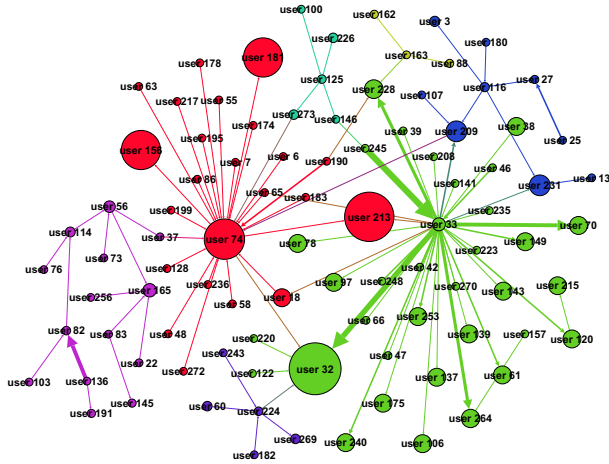 user 100
user 162
user 3
user 226
user 180
user 163
user 88
user 181
user 178
user 63
user 125
user 27
user 116
user 228
user 107
user 217
user 55
user 273
user 146
user 174
user 38
user 209
user 39
user 195
user 25
user 245
user 156
user 208
user 7
user 6
user 190
user 46
user 86
user 141
user 13
user 231
user 65
user 183
user 56
user 199
user 235
user 213
user 33
user 70
user 114
user 37
user 74
user 78
user 149
user 73
user 223
user 76
user 128
user 42
user 97
user 248
user 236
user 270
user 215
user 165
user 143
user 256
user 18
user 58
user 253
user 66
user 82
user 83
user 48
user 139
user 157
user 120
user 220
user 243
user 47
user 22
user 272
user 122
user 32
user 137
user 61
user 103
user 136
user 145
user 175
user 60
user 224
user 191
user 264
user 269
user 240
user 106
user 182